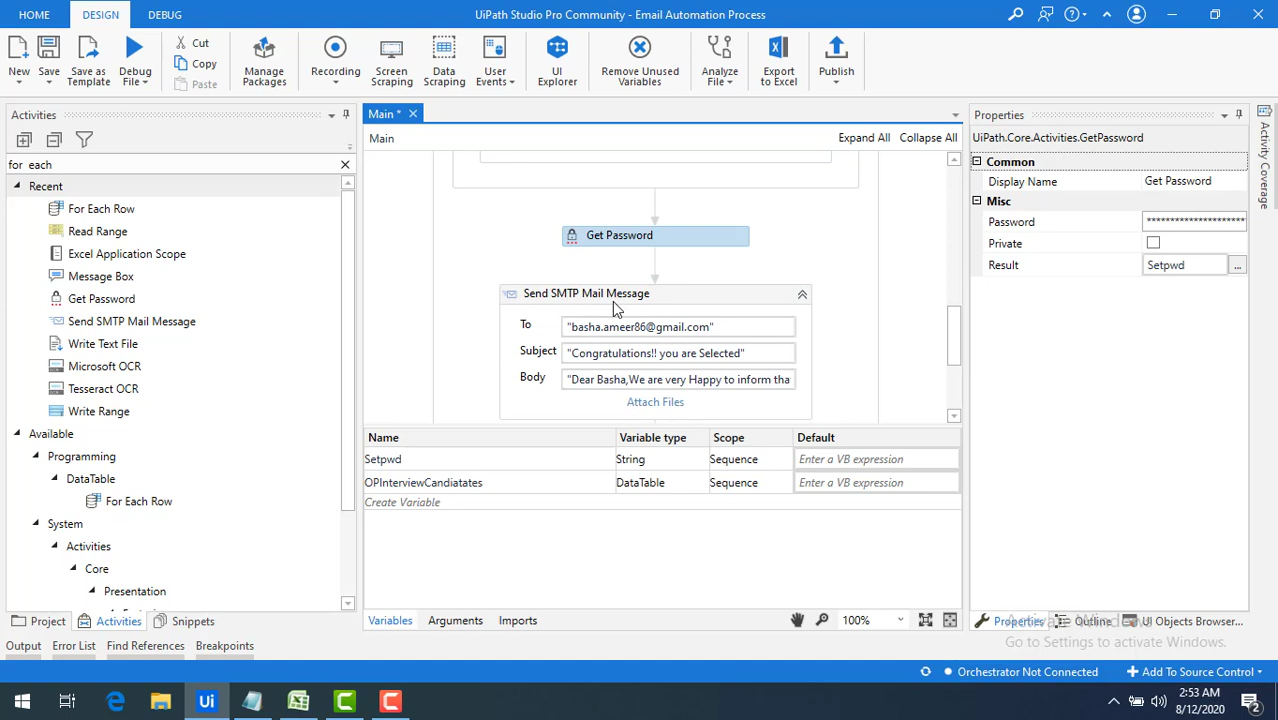 HOME
DESIGN
DEBUG
UiPath Studio Pro Community - Email Automation Process
New
Save
Save as Template
Debug File
Cut
Copy
Paste
Manage Packages
Recording
Screen Scraping
Data Scraping
User Events
UI Explorer
Remove Unused Variables
Analyze File
Export to Excel
Publish
Activities
for each
Recent
For Each Row
Read Range
Excel Application Scope
Message Box
Get Password
Send SMTP Mail Message
Write Text File
Microsoft OCR
Tesseract OCR
Write Range
Available
Programming
DataTable
For Each Row
System
Activities
Core
Presentation
Project
Activities
Snippets
Main *
Main
Expand All
Collapse All
Get Password
Send SMTP Mail Message
To
"basha.ameer86@gmail.com"
Subject
"Congratulations!! you are Selected"
Body
"Dear Basha,We are very Happy to inform tha
Attach Files
Name Variable type Scope Default
Setpwd String Sequence Enter a VB expression
OPInterviewCandiatates DataTable Sequence Enter a VB expression
Create Variable
Variables
Arguments
Imports
100%
Properties
UiPath.Core.Activities.GetPassword
Common
Display Name Get Password
Misc
Password **********************
Private
Result Setpwd ...
Activity Coverage
Properties
Outline
UI Objects Browser...
Activate Windows
Go to Settings to activate Windows.
Output
Error List
Find References
Breakpoints
Orchestrator Not Connected
Add To Source Control
Ui
2:53 AM
8/12/2020
2